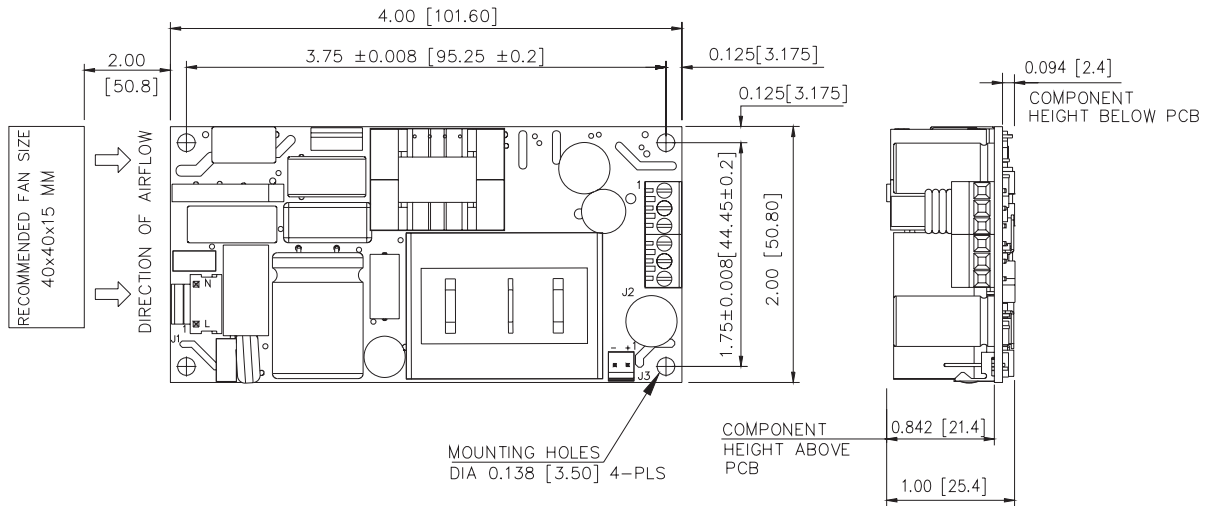 4.00 [101.60]
2.00
[50.8]
3.75 ±0.008 [95.25 ±0.2]
0.125[3.175]
0.125[3.175]
0.094 [2.4]
COMPONENT
HEIGHT BELOW PCB
RECOMMENDED FAN SIZE
40x40x15 MM
DIRECTION OF AIRFLOW
1
1.75±0.008[44.45±0.2]
2.00 [50.80]
N
L
1
J1
J2
- +
1
J3
MOUNTING HOLES
DIA 0.138 [3.50] 4-PLS
COMPONENT
HEIGHT ABOVE
PCB
0.842 [21.4]
1.00 [25.4]